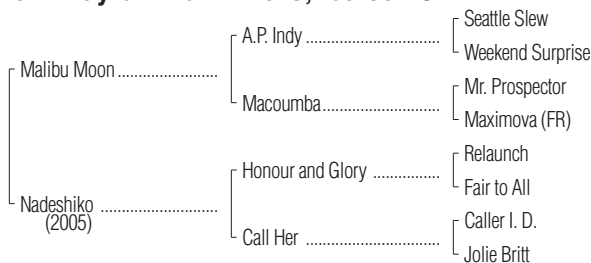 Seattle Slew
A.P. Indy
Weekend Surprise
Malibu Moon
Mr. Prospector
Macoumba
Maximova (FR)
Relaunch
Honour and Glory
Fair to All
Nadeshiko
(2005)
Caller I. D.
Call Her
Jolie Britt